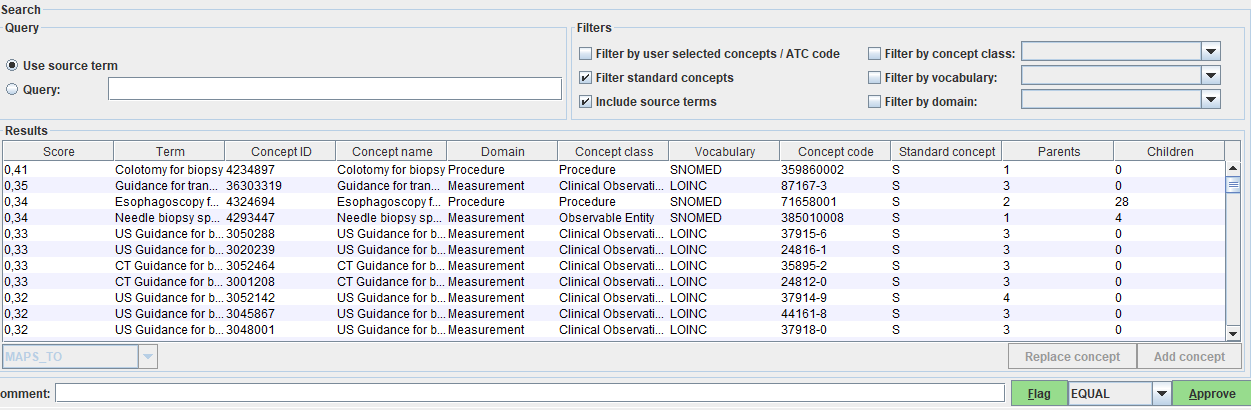 Search
Query
Use source term
Query:
Filters
Filter by user selected concepts / ATC code
Filter by concept class:
Filter standard concepts
Filter by vocabulary:
Include source terms
Filter by domain:
Results
Score Term Concept ID Concept name Domain Concept class Vocabulary Concept code Standard concept Parents Children
0,41 Colotomy for biopsy 4234897 Colotomy for biopsy Procedure Procedure SNOMED 359860002 S 1 0
0,35 Guidance for tran... 36303319 Guidance for tran... Measurement Clinical Observati... LOINC 87167-3 S 3 0
0,34 Esophagoscopy f... 4324694 Esophagoscopy f... Procedure Procedure SNOMED 71658001 S 2 28
0,34 Needle biopsy sp... 4293447 Needle biopsy sp... Measurement Observable Entity SNOMED 385010008 S 1 4
0,33 US Guidance for b... 3050288 US Guidance for b... Measurement Clinical Observati... LOINC 37915-6 S 3 0
0,33 US Guidance for b... 3020239 US Guidance for b... Measurement Clinical Observati... LOINC 24816-1 S 3 0
0,33 CT Guidance for b... 3052464 CT Guidance for b... Measurement Clinical Observati... LOINC 35895-2 S 3 0
0,33 CT Guidance for b... 3001208 CT Guidance for b... Measurement Clinical Observati... LOINC 24812-0 S 3 0
0,32 US Guidance for b... 3052142 US Guidance for b... Measurement Clinical Observati... LOINC 37914-9 S 4 0
0,32 US Guidance for b... 3045867 US Guidance for b... Measurement Clinical Observati... LOINC 44161-8 S 3 0
0,32 US Guidance for b... 3048001 US Guidance for b... Measurement Clinical Observati... LOINC 37918-0 S 3 0
MAPS_TO
Replace concept Add concept
omment: Flag EQUAL Approve